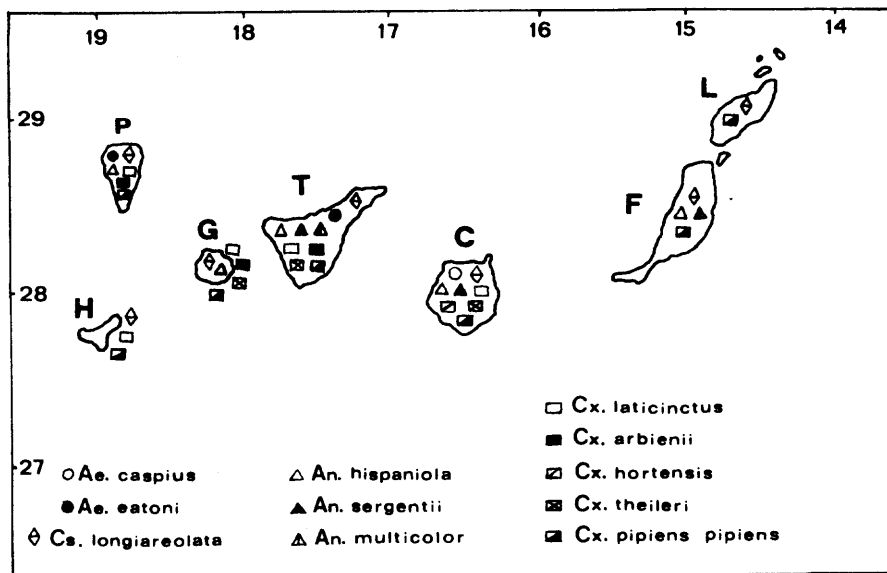 19 18 17 16 15 14
29
28
27
P
G
H
T
C
L
F
Ae. caspius
Ae. eatoni
Cs. longiareolata
An. hispaniola
An. sergentii
An. multicolor
Cx. laticinctus
Cx. arbienii
Cx. hortensis
Cx. theileri
Cx. pipiens pipiens